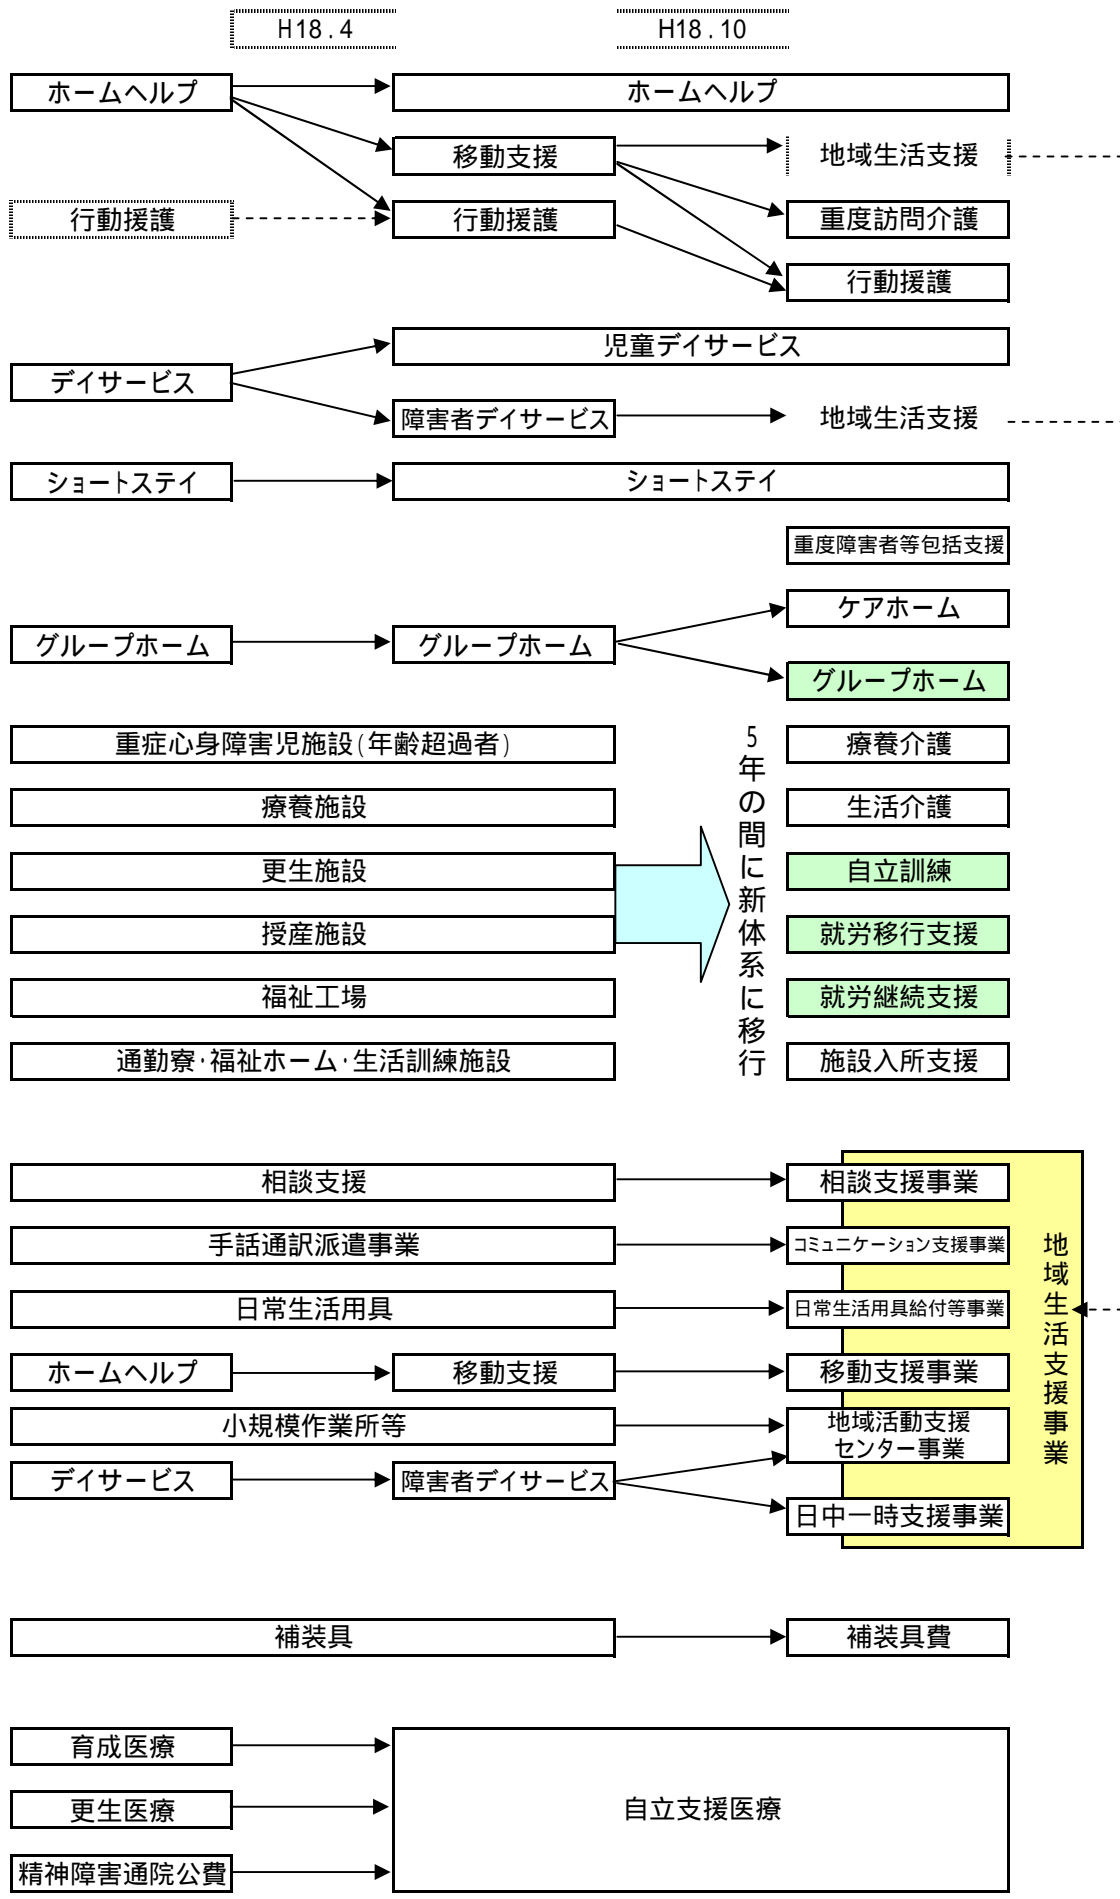 H18.4
H18.10
ホームヘルプ
ホームヘルプ
移動支援
地域生活支援
行動援護
行動援護
重度訪問介護
行動援護
児童デイサービス
デイサービス
障害者デイサービス
地域生活支援
ショートステイ
ショートステイ
重度障害者等包括支援
ケアホーム
グループホーム
グループホーム
グループホーム
重症心身障害児施設(年齢超過者)
療養介護
療養施設
生活介護
更生施設
自立訓練
授産施設
就労移行支援
福祉工場
就労継続支援
通勤寮・福祉ホーム・生活訓練施設
施設入所支援
5年の間に新体系に移行
相談支援
相談支援事業
手話通訳派遣事業
コミュニケーション支援事業
日常生活用具
日常生活用具給付等事業
ホームヘルプ
移動支援
移動支援事業
小規模作業所等
地域活動支援
センター事業
デイサービス
障害者デイサービス
日中一時支援事業
地域生活支援事業
補装具
補装具費
育成医療
更生医療
自立支援医療
精神障害通院公費